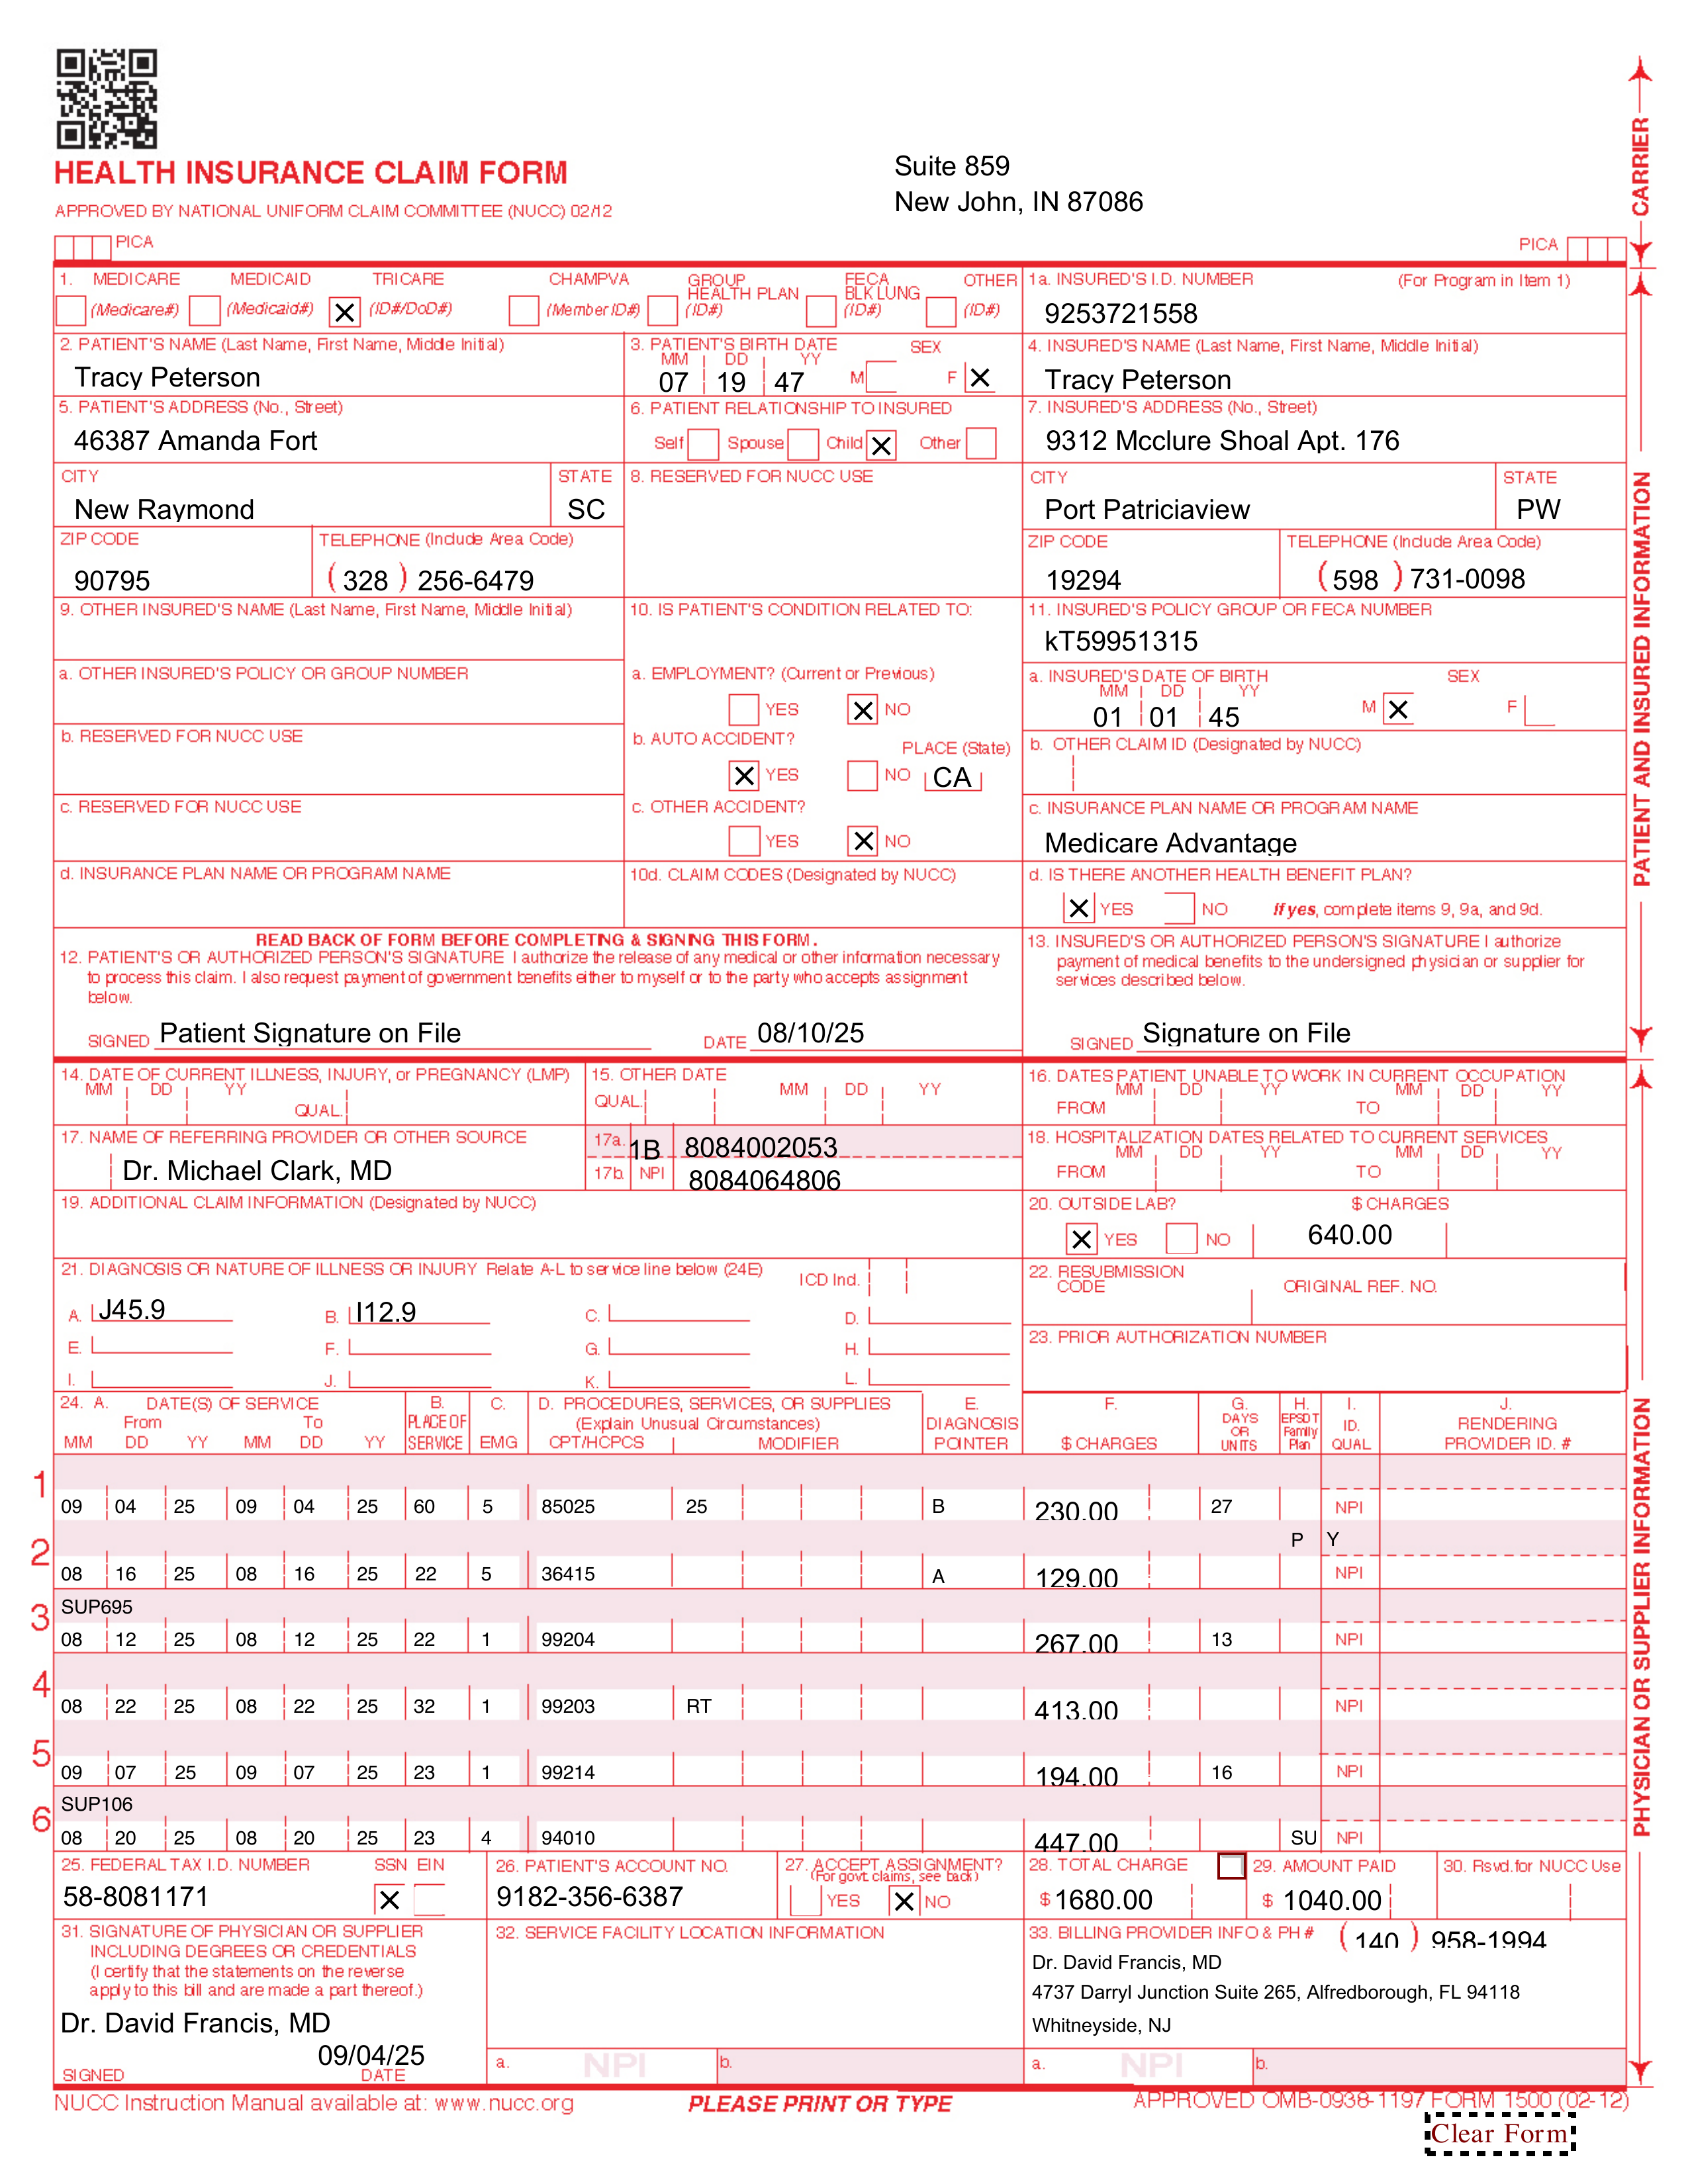 HEALTH INSURANCE CLAIM FORM
APPROVED BY NATIONAL UNIFORM CLAIM COMMITTEE (NUCC) 02/12
Suite 859
New John, IN 87086
PICA
PICA
CARRIER
1. MEDICARE MEDICAID TRICARE CHAMPVA GROUP HEALTH PLAN FECA BLK LUNG OTHER
(Medicare#) (Medicaid#) X (ID#/DoD#) (Member ID#) (ID#) (ID#) (ID#)
1a. INSURED'S I.D. NUMBER (For Program in Item 1)
9253721558
2. PATIENT'S NAME (Last Name, First Name, Middle Initial)
Tracy Peterson
3. PATIENT'S BIRTH DATE SEX
MM DD YY
07 19 47 M F X
4. INSURED'S NAME (Last Name, First Name, Middle Initial)
Tracy Peterson
5. PATIENT'S ADDRESS (No., Street)
46387 Amanda Fort
6. PATIENT RELATIONSHIP TO INSURED
Self Spouse Child X Other
7. INSURED'S ADDRESS (No., Street)
9312 Mcclure Shoal Apt. 176
CITY STATE
New Raymond SC
8. RESERVED FOR NUCC USE
CITY STATE
Port Patriciaview PW
ZIP CODE TELEPHONE (Include Area Code)
90795 (328) 256-6479
ZIP CODE TELEPHONE (Include Area Code)
19294 (598) 731-0098
9. OTHER INSURED'S NAME (Last Name, First Name, Middle Initial)
10. IS PATIENT'S CONDITION RELATED TO:
11. INSURED'S POLICY GROUP OR FECA NUMBER
kT59951315
a. OTHER INSURED'S POLICY OR GROUP NUMBER
a. EMPLOYMENT? (Current or Previous)
YES X NO
a. INSURED'S DATE OF BIRTH SEX
MM DD YY
01 01 45 M X F
b. RESERVED FOR NUCC USE
b. AUTO ACCIDENT? PLACE (State)
X YES NO CA
b. OTHER CLAIM ID (Designated by NUCC)
c. RESERVED FOR NUCC USE
c. OTHER ACCIDENT?
YES X NO
c. INSURANCE PLAN NAME OR PROGRAM NAME
Medicare Advantage
d. INSURANCE PLAN NAME OR PROGRAM NAME
10d. CLAIM CODES (Designated by NUCC)
d. IS THERE ANOTHER HEALTH BENEFIT PLAN?
X YES NO If yes, complete items 9, 9a, and 9d.
PATIENT AND INSURED INFORMATION
READ BACK OF FORM BEFORE COMPLETING & SIGNING THIS FORM.
12. PATIENT'S OR AUTHORIZED PERSON'S SIGNATURE I authorize the release of any medical or other information necessary
to process this claim. I also request payment of government benefits either to myself or to the party who accepts assignment
below.
SIGNED Patient Signature on File DATE 08/10/25
13. INSURED'S OR AUTHORIZED PERSON'S SIGNATURE I authorize
payment of medical benefits to the undersigned physician or supplier for
services described below.
SIGNED Signature on File
14. DATE OF CURRENT ILLNESS, INJURY, or PREGNANCY (LMP)
MM DD YY
QUAL.
15. OTHER DATE
QUAL. MM DD YY
16. DATES PATIENT UNABLE TO WORK IN CURRENT OCCUPATION
MM DD YY MM DD YY
FROM TO
17. NAME OF REFERRING PROVIDER OR OTHER SOURCE
Dr. Michael Clark, MD
17a. 1B 8084002053
17b. NPI 8084064806
18. HOSPITALIZATION DATES RELATED TO CURRENT SERVICES
MM DD YY MM DD YY
FROM TO
19. ADDITIONAL CLAIM INFORMATION (Designated by NUCC)
20. OUTSIDE LAB? $ CHARGES
X YES NO 640.00
21. DIAGNOSIS OR NATURE OF ILLNESS OR INJURY Relate A-L to service line below (24E) ICD Ind.
A. J45.9 B. I12.9 C. D.
E. F. G. H.
I. J. K. L.
22. RESUBMISSION CODE ORIGINAL REF. NO.
23. PRIOR AUTHORIZATION NUMBER
24. A. DATE(S) OF SERVICE B. C. D. PROCEDURES, SERVICES, OR SUPPLIES E. F. G. H. I. J.
From To PLACE OF (Explain Unusual Circumstances) DIAGNOSIS DAYS OR EPSDT Family ID. RENDERING
MM DD YY MM DD YY SERVICE EMG CPT/HCPCS MODIFIER POINTER $ CHARGES UNITS Plan QUAL. PROVIDER ID. #
1
09 04 25 09 04 25 60 5 85025 25 B 230.00 27 NPI
P Y
2
08 16 25 08 16 25 22 5 36415 A 129.00 NPI
SUP695
3
08 12 25 08 12 25 22 1 99204 267.00 13 NPI
4
08 22 25 08 22 25 32 1 99203 RT 413.00 NPI
5
09 07 25 09 07 25 23 1 99214 194.00 16 NPI
SUP106
6
08 20 25 08 20 25 23 4 94010 447.00 SU NPI
25. FEDERAL TAX I.D. NUMBER SSN EIN
58-8081171 X
26. PATIENT'S ACCOUNT NO.
9182-356-6387
27. ACCEPT ASSIGNMENT?
(For govt. claims, see back)
YES X NO
28. TOTAL CHARGE
$ 1680.00
29. AMOUNT PAID
$ 1040.00
30. Rsvd.for NUCC Use
31. SIGNATURE OF PHYSICIAN OR SUPPLIER
INCLUDING DEGREES OR CREDENTIALS
(I certify that the statements on the reverse
apply to this bill and are made a part thereof.)
Dr. David Francis, MD
09/04/25
SIGNED DATE
32. SERVICE FACILITY LOCATION INFORMATION
a. NPI b.
33. BILLING PROVIDER INFO & PH # (140) 958-1994
Dr. David Francis, MD
4737 Darryl Junction Suite 265, Alfredborough, FL 94118
Whitneyside, NJ
a. NPI b.
PHYSICIAN OR SUPPLIER INFORMATION
NUCC Instruction Manual available at: www.nucc.org
PLEASE PRINT OR TYPE
APPROVED OMB-0938-1197 FORM 1500 (02-12)
Clear Form